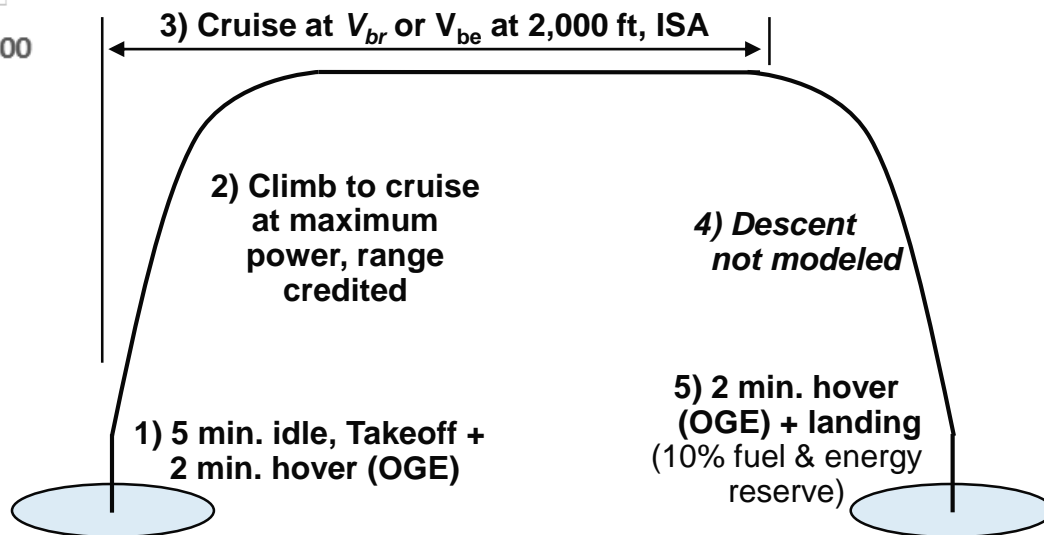 3) Cruise at Vbr or Vbe at 2,000 ft, ISA
00
2) Climb to cruise
at maximum
power, range
credited
4) Descent
not modeled
1) 5 min. idle, Takeoff +
2 min. hover (OGE)
5) 2 min. hover
(OGE) + landing
(10% fuel & energy
reserve)